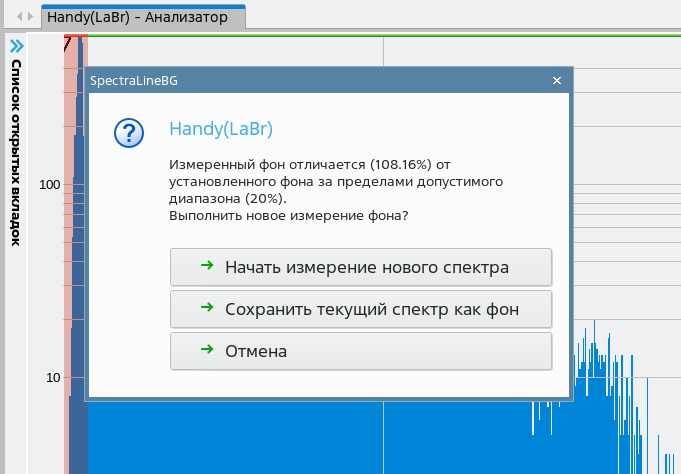 Handy(LaBr) - Анализатор
Список открытых вкладок
SpectraLineBG
Handy(LaBr)
Измеренный фон отличается (108.16%) от
установленного фона за пределами допустимого
диапазона (20%).
Выполнить новое измерение фона?
Начать измерение нового спектра
Сохранить текущий спектр как фон
Отмена
100
10